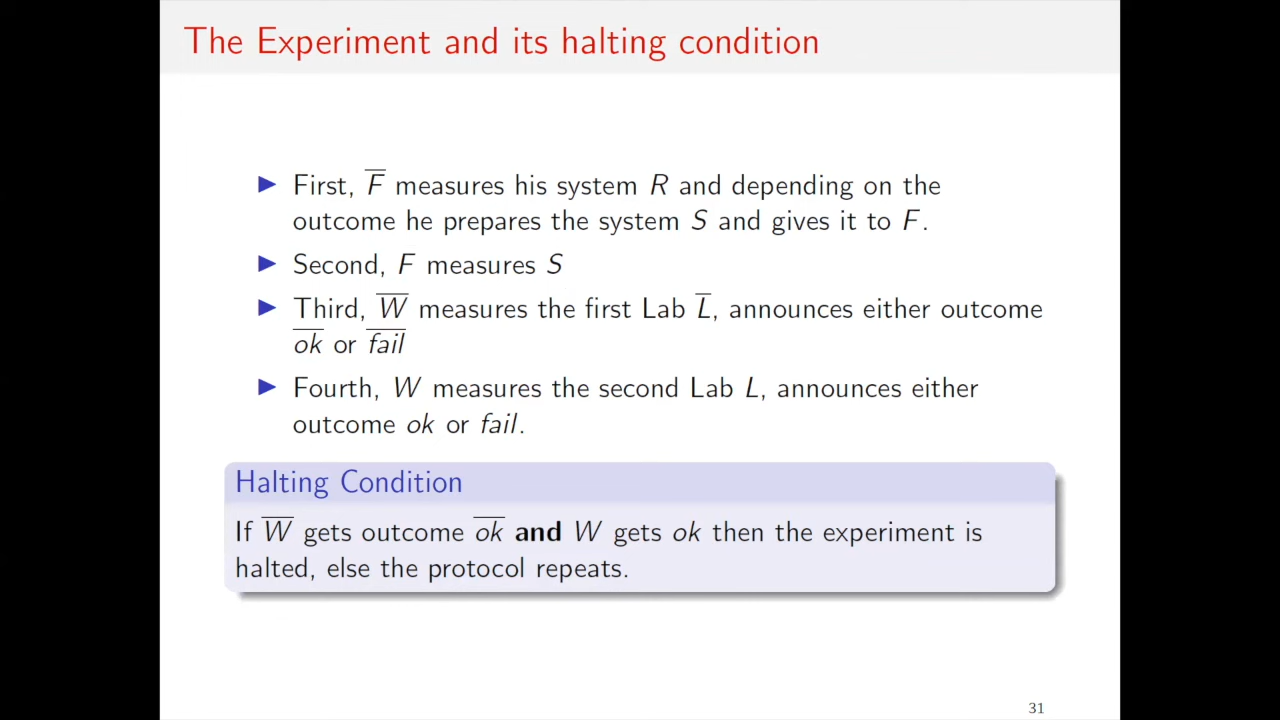 The Experiment and its halting condition
▶ First, F̅ measures his system R and depending on the
outcome he prepares the system S and gives it to F.
▶ Second, F measures S
▶ Third, W̅ measures the first Lab L̅, announces either outcome
o̅k̅ or f̅a̅i̅l̅
▶ Fourth, W measures the second Lab L, announces either
outcome ok or fail.
Halting Condition
If W̅ gets outcome o̅k̅ and W gets ok then the experiment is
halted, else the protocol repeats.
31